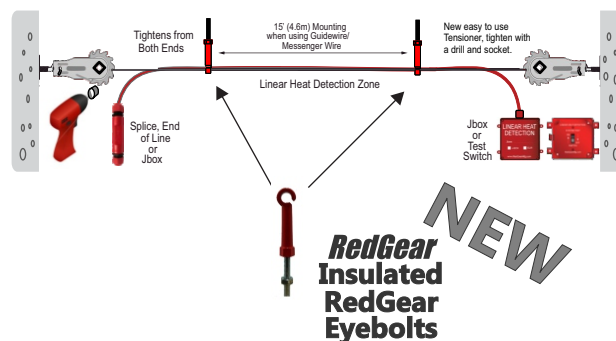 Tightens from
Both Ends
15' (4.6m) Mounting
when using Guidewire/
Messenger Wire
New easy to use
Tensioner, tighten with
a drill and socket.
Linear Heat Detection Zone
Splice, End
of Line
or
Jbox
LINEAR HEAT
DETECTION
Jbox
or
Test
Switch
NEW
RedGear
Insulated
RedGear
Eyebolts